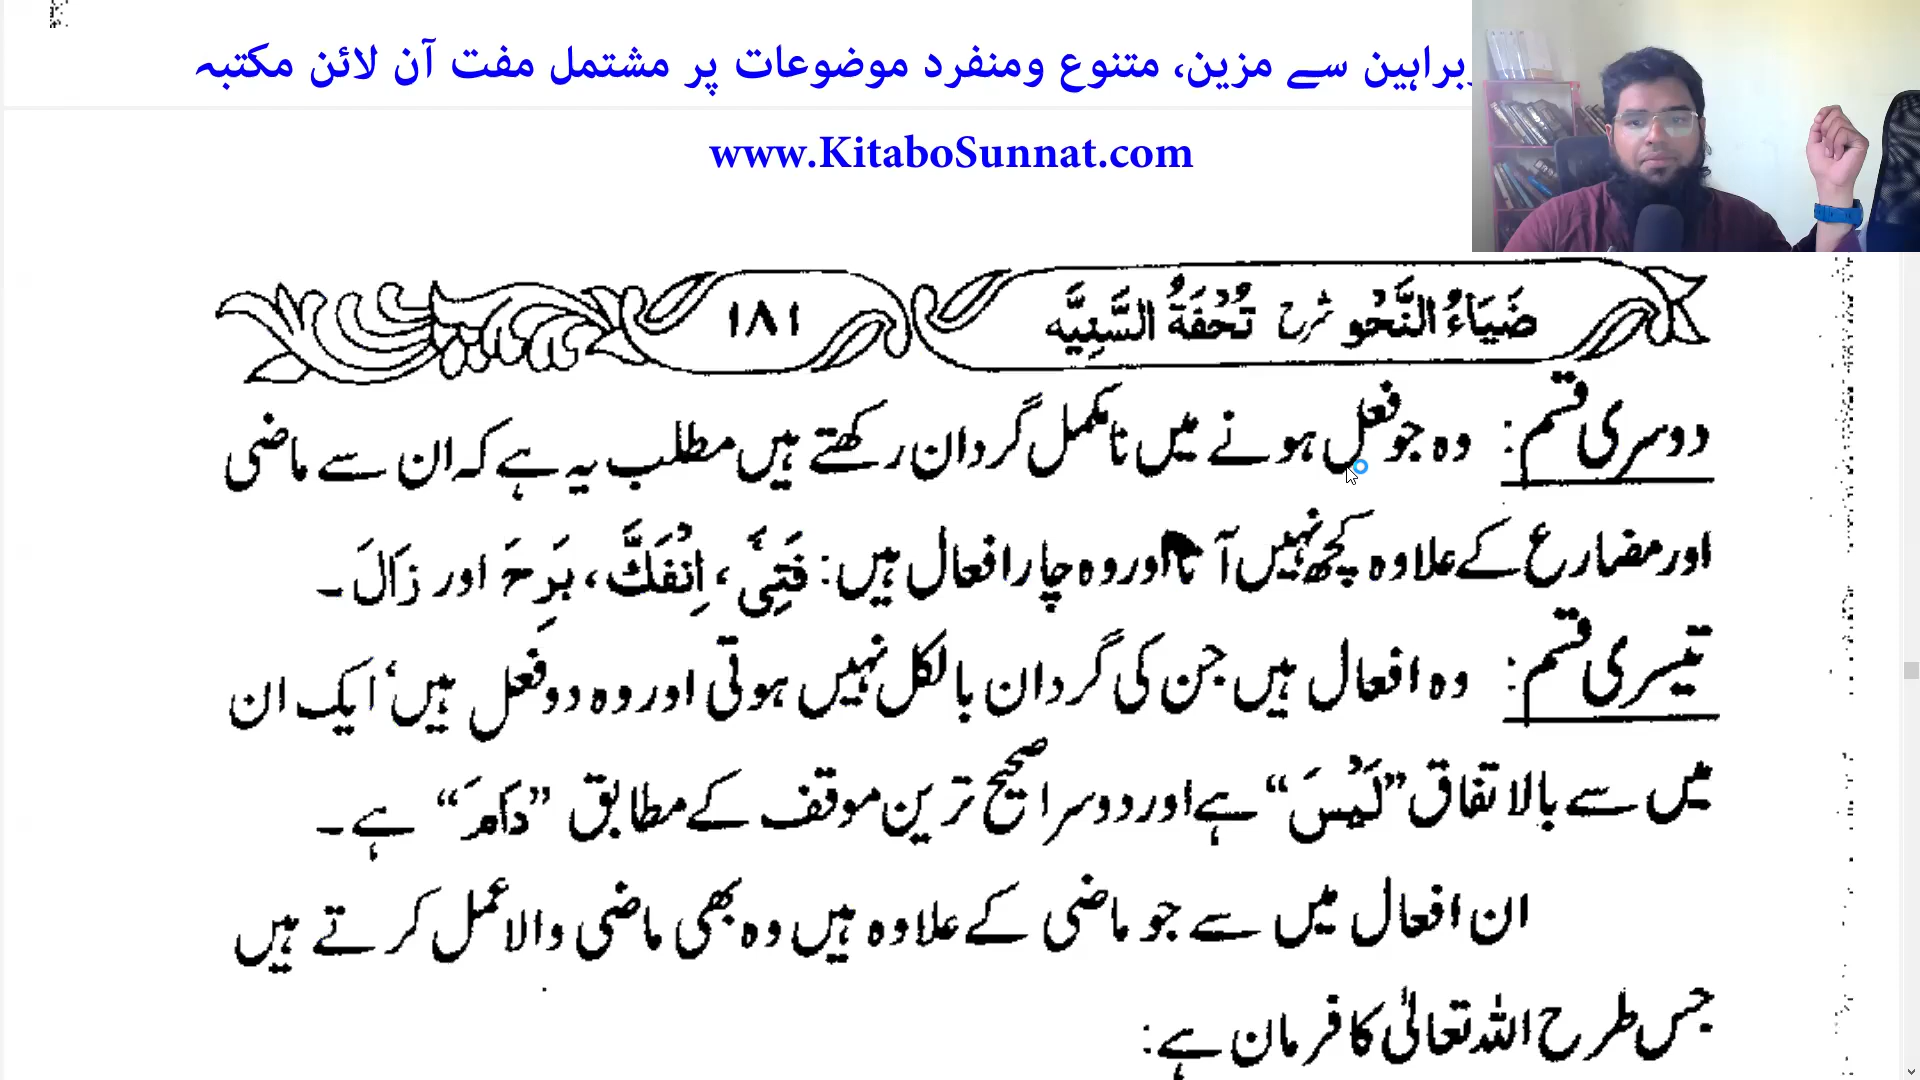 براہین سے مزین، متنوع ومنفرد موضوعات پر مشتمل مفت آن لائن مکتبہ
www.KitaboSunnat.com
ضَيَاءُ النَّحْو شرح تُحْفَةُ السَّنِيَّه
۱۸۱
دوسری قسم: وہ جو فعل ہونے میں نامکمل گردان رکھتے ہیں مطلب یہ ہے کہ ان سے ماضی
اور مضارع کے علاوہ کچھ نہیں آتا اور وہ چار افعال ہیں: فَتِئَ، اِنْفَكَّ، بَرِحَ اور زَالَ۔
تیسری قسم: وہ افعال ہیں جن کی گردان بالکل نہیں ہوتی اور وہ دو فعل ہیں، ایک ان
میں سے بالاتفاق ”لَيْسَ“ ہے اور دوسرا صحیح ترین موقف کے مطابق ”دَامَ“ ہے۔
ان افعال میں سے جو ماضی کے علاوہ ہیں وہ بھی ماضی والا عمل کرتے ہیں
جس طرح اللہ تعالیٰ کا فرمان ہے: